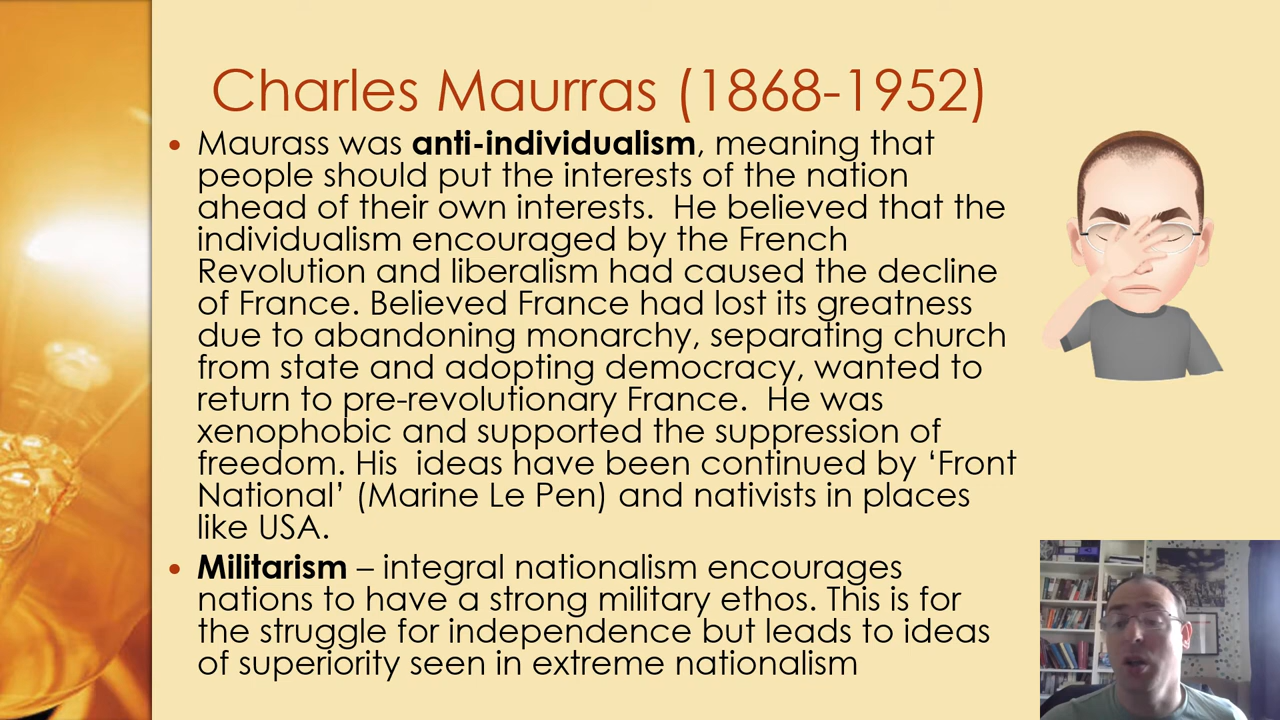 Charles Maurras (1868-1952)
• Maurass was anti-individualism, meaning that
people should put the interests of the nation
ahead of their own interests.  He believed that the
individualism encouraged by the French
Revolution and liberalism had caused the decline
of France. Believed France had lost its greatness
due to abandoning monarchy, separating church
from state and adopting democracy, wanted to
return to pre-revolutionary France.  He was
xenophobic and supported the suppression of
freedom. His  ideas have been continued by ‘Front
National’ (Marine Le Pen) and nativists in places
like USA.
• Militarism – integral nationalism encourages
nations to have a strong military ethos. This is for
the struggle for independence but leads to ideas
of superiority seen in extreme nationalism